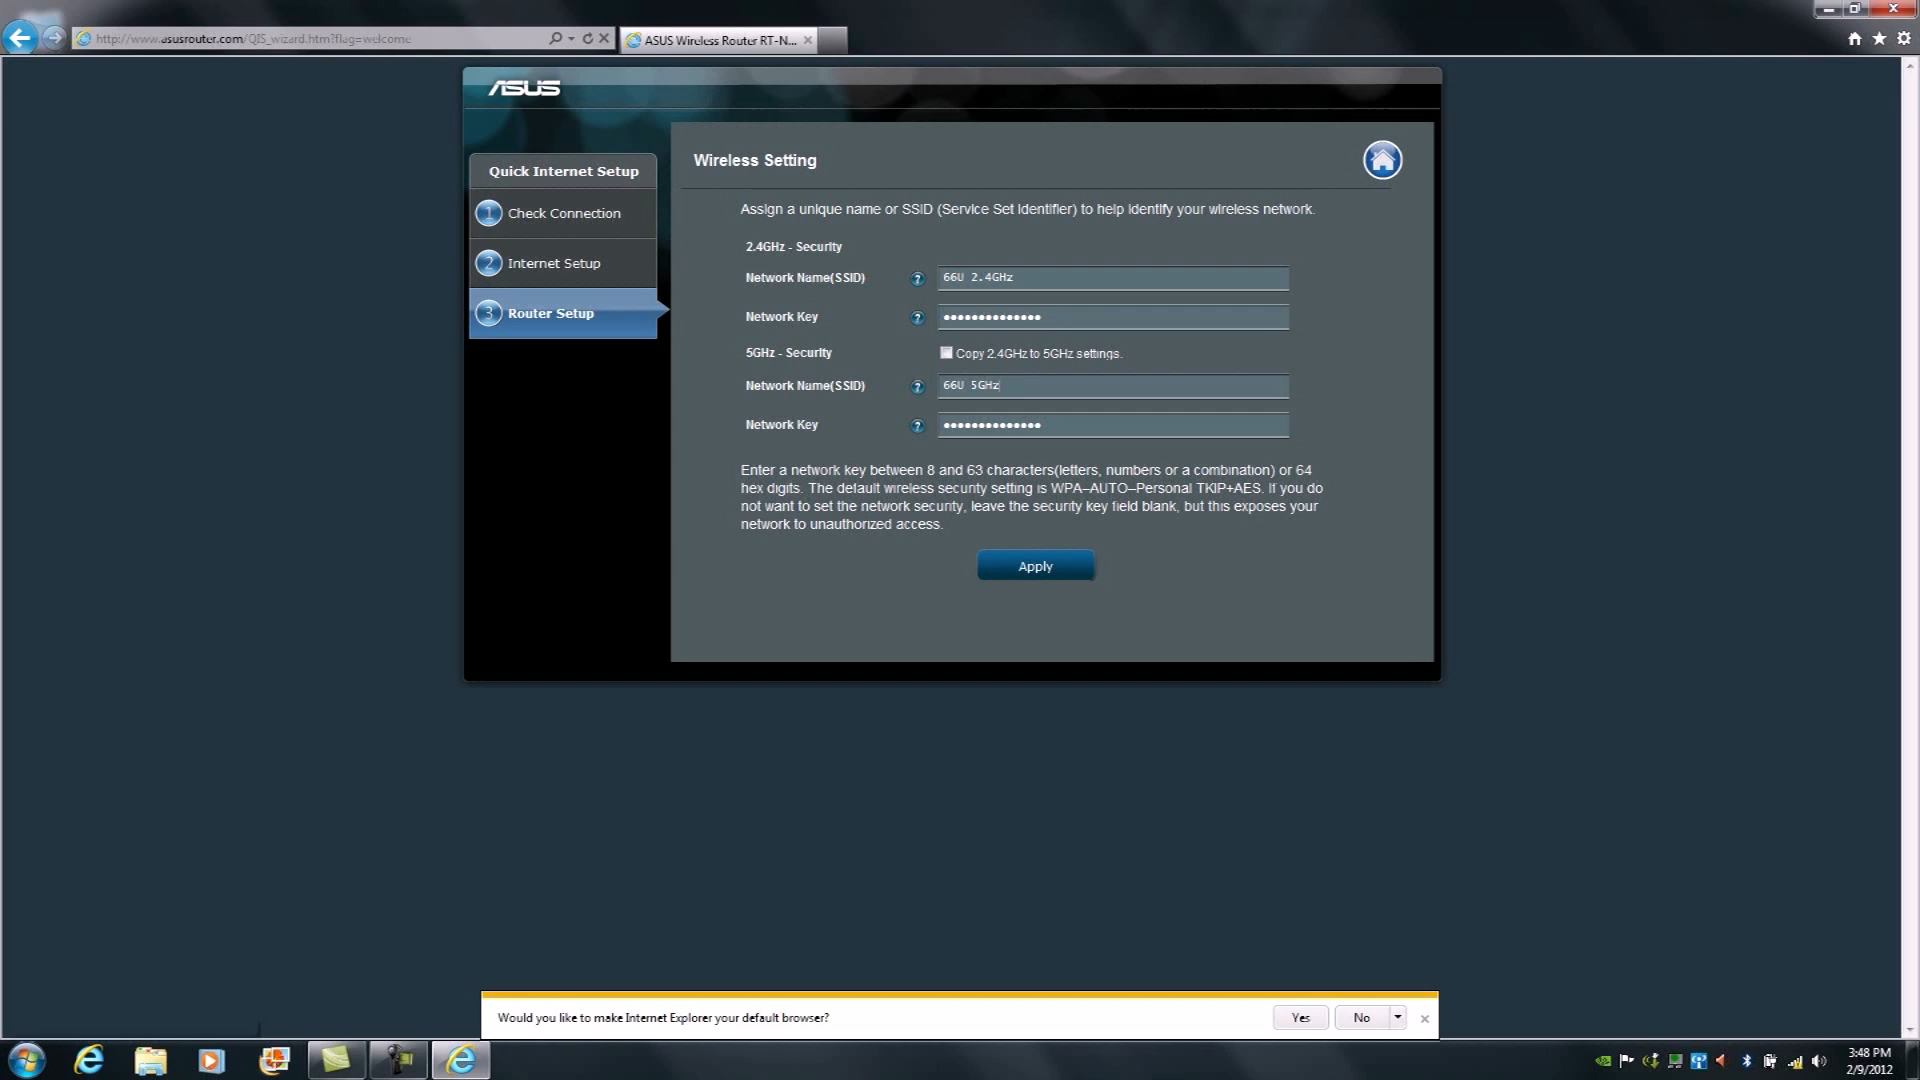 http://www.asusrouter.com/QIS_wizard.htm?flag=welcome
ASUS Wireless Router RT-N...
ASUS
Quick Internet Setup
1 Check Connection
2 Internet Setup
3 Router Setup
Wireless Setting
Assign a unique name or SSID (Service Set Identifier) to help identify your wireless network.
2.4GHz - Security
Network Name(SSID) ? 66U 2.4GHz
Network Key ? ••••••••••••••
5GHz - Security Copy 2.4GHz to 5GHz settings.
Network Name(SSID) ? 66U 5GHz
Network Key ? ••••••••••••••
Enter a network key between 8 and 63 characters(letters, numbers or a combination) or 64
hex digits. The default wireless security setting is WPA–AUTO–Personal TKIP+AES. If you do
not want to set the network security, leave the security key field blank, but this exposes your
network to unauthorized access.
Apply
Would you like to make Internet Explorer your default browser?
Yes
No
3:48 PM
2/9/2012